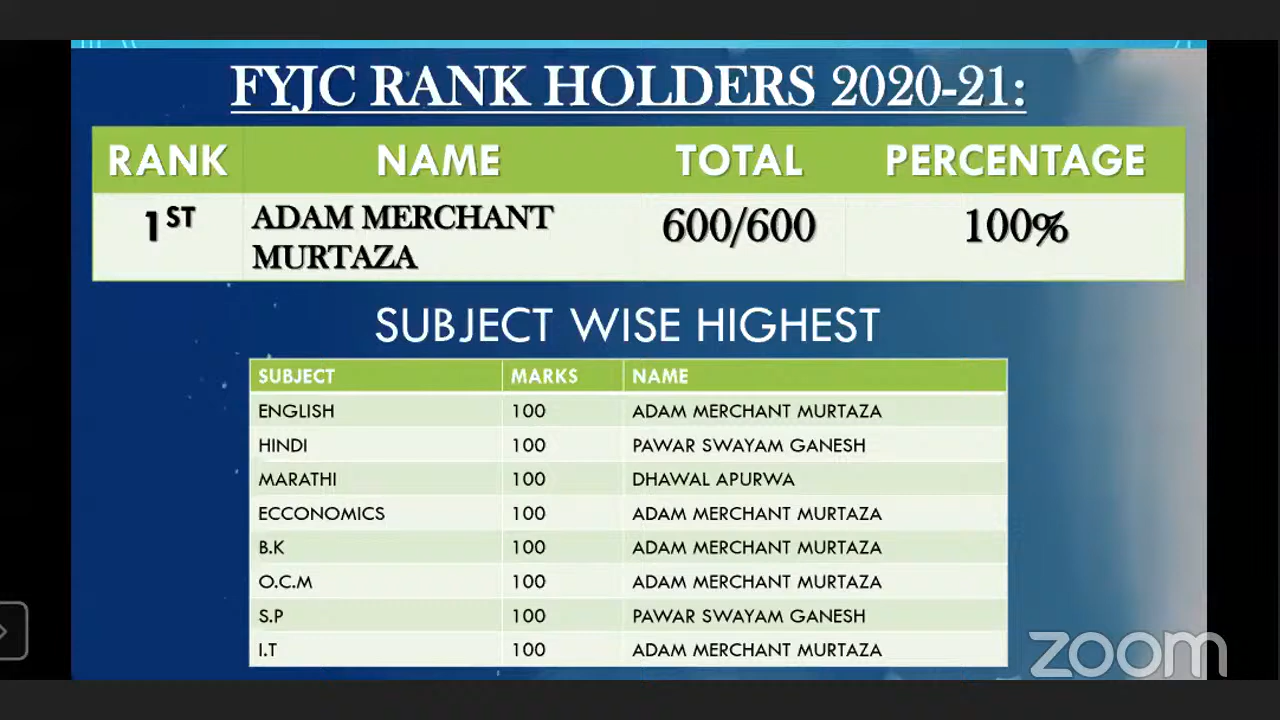 FYJC RANK HOLDERS 2020-21:
RANK NAME TOTAL PERCENTAGE
1ST ADAM MERCHANT MURTAZA 600/600 100%
SUBJECT WISE HIGHEST
SUBJECT MARKS NAME
ENGLISH 100 ADAM MERCHANT MURTAZA
HINDI 100 PAWAR SWAYAM GANESH
MARATHI 100 DHAWAL APURWA
ECCONOMICS 100 ADAM MERCHANT MURTAZA
B.K 100 ADAM MERCHANT MURTAZA
O.C.M 100 ADAM MERCHANT MURTAZA
S.P 100 PAWAR SWAYAM GANESH
I.T 100 ADAM MERCHANT MURTAZA
zoom